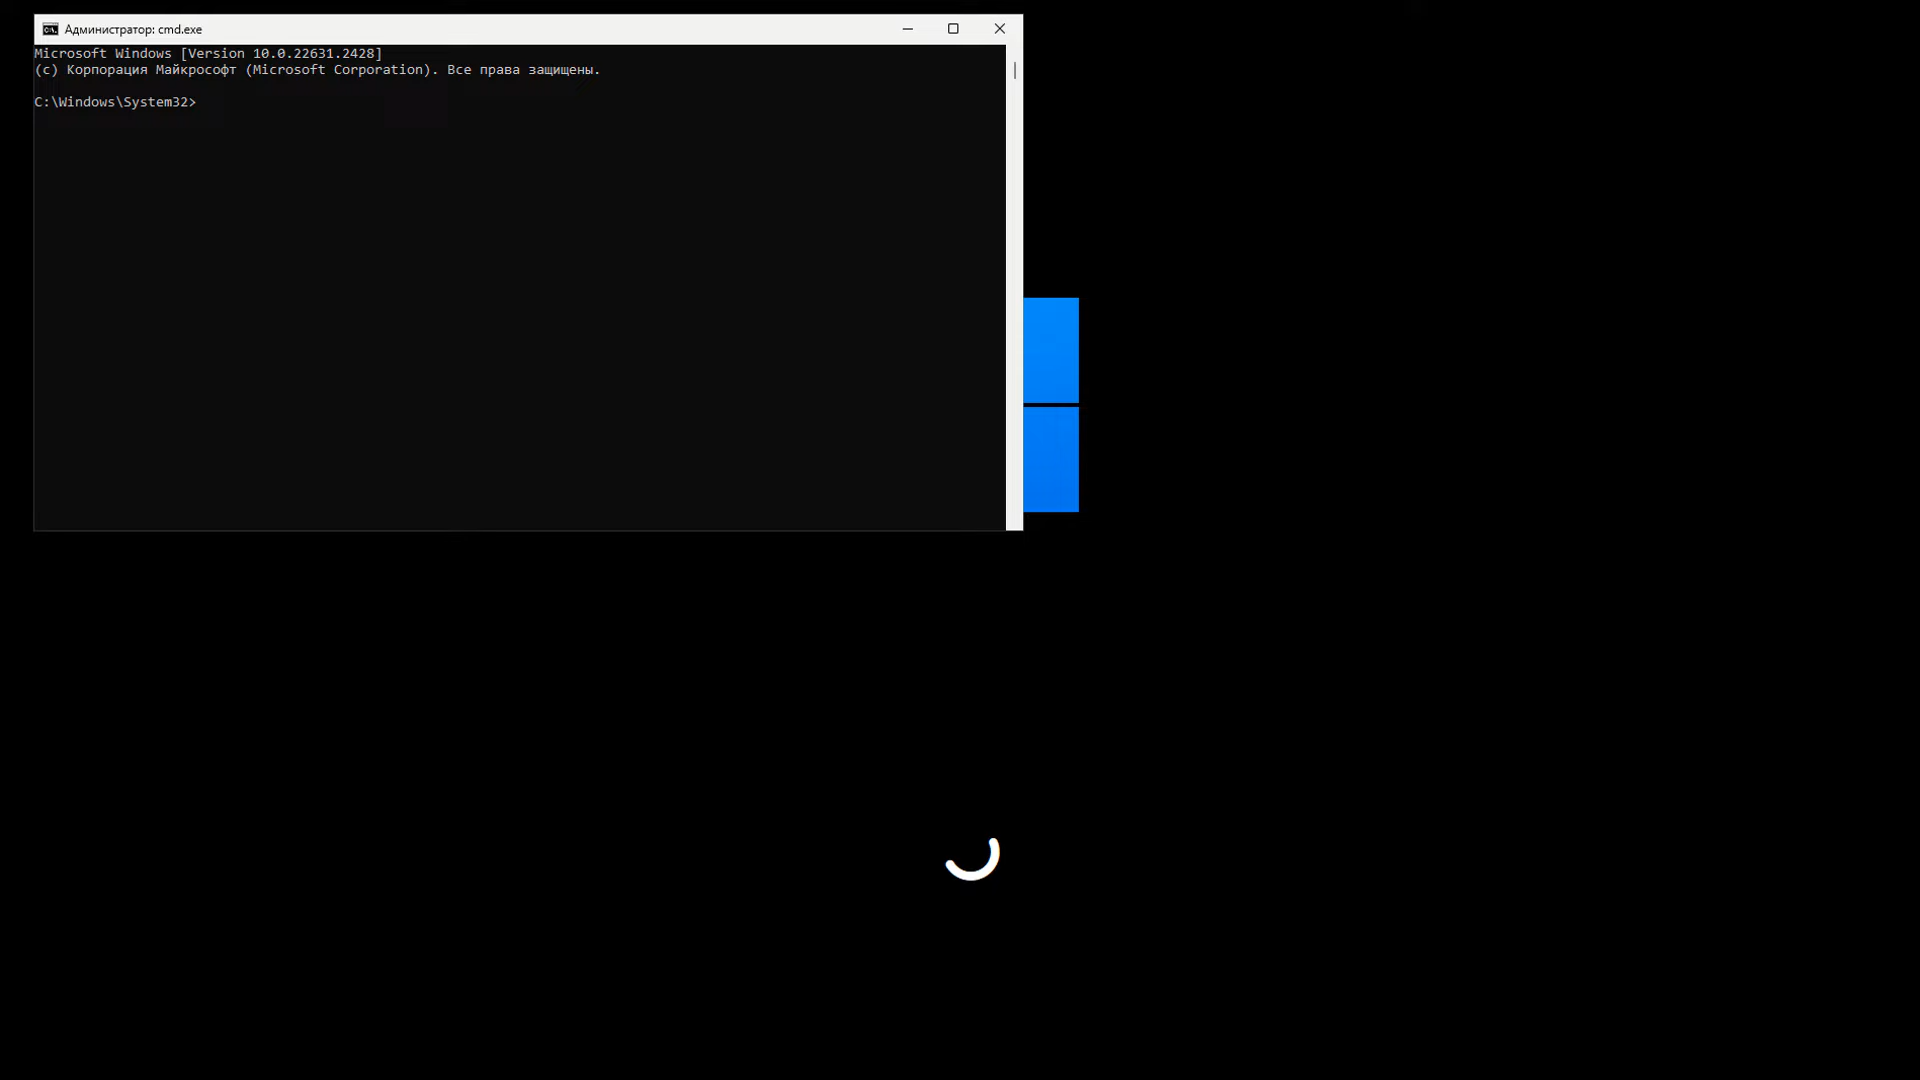 Администратор: cmd.exe
Microsoft Windows [Version 10.0.22631.2428]
(c) Корпорация Майкрософт (Microsoft Corporation). Все права защищены.
C:\Windows\System32>